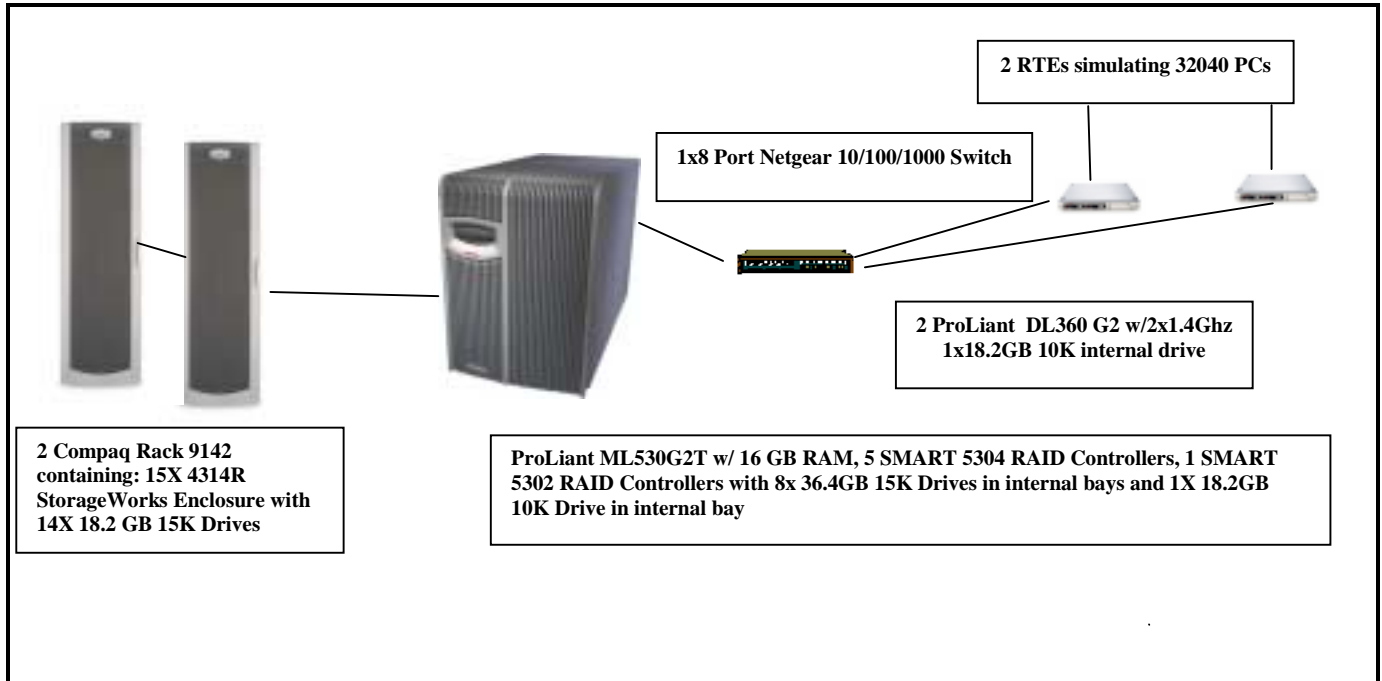 2 RTEs simulating 32040 PCs
1x8 Port Netgear 10/100/1000 Switch
2 ProLiant DL360 G2 w/2x1.4Ghz
1x18.2GB 10K internal drive
2 Compaq Rack 9142
containing: 15X 4314R
StorageWorks Enclosure with
14X 18.2 GB 15K Drives
ProLiant ML530G2T w/ 16 GB RAM, 5 SMART 5304 RAID Controllers, 1 SMART
5302 RAID Controllers with 8x 36.4GB 15K Drives in internal bays and 1X 18.2GB
10K Drive in internal bay